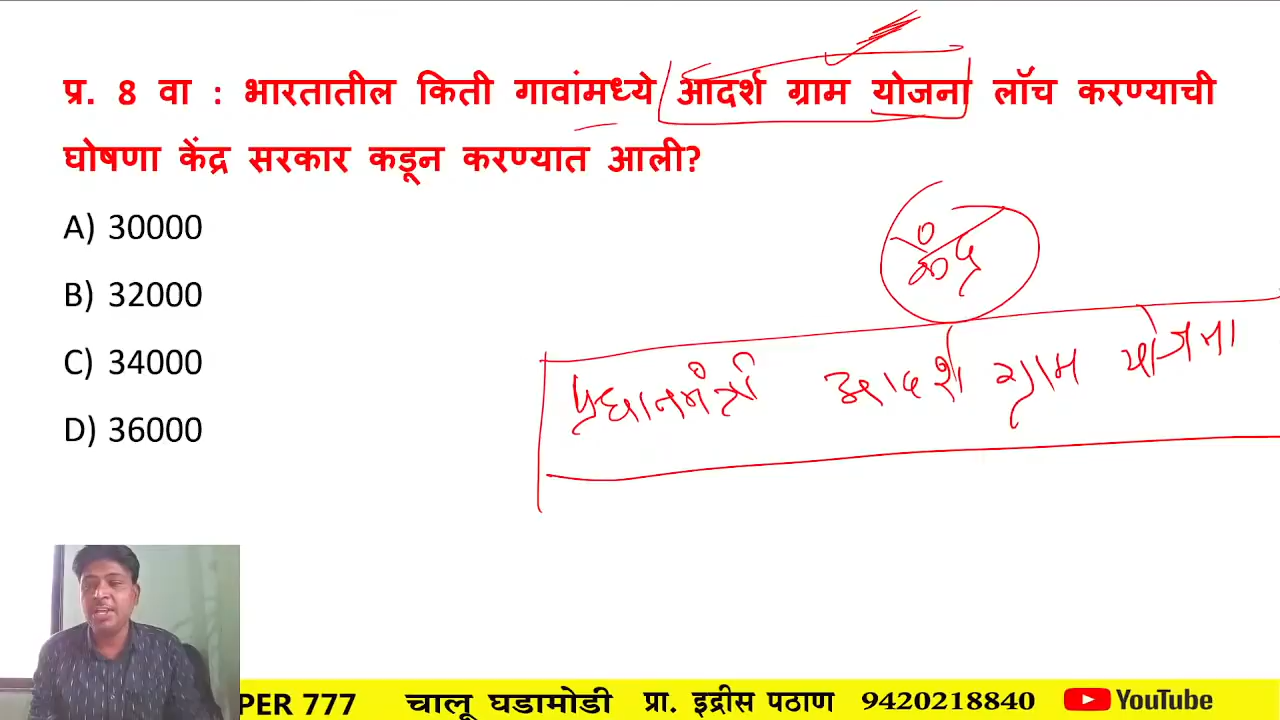 प्र. 8 वा : भारतातील किती गावांमध्ये आदर्श ग्राम योजना लॉच करण्याची
घोषणा केंद्र सरकार कडून करण्यात आली?
A) 30000
B) 32000
C) 34000
D) 36000
केंद्र
प्रधानमंत्री आदर्श ग्राम योजना
PER 777 चालू घडामोडी प्रा. इद्रीस पठाण 9420218840 YouTube